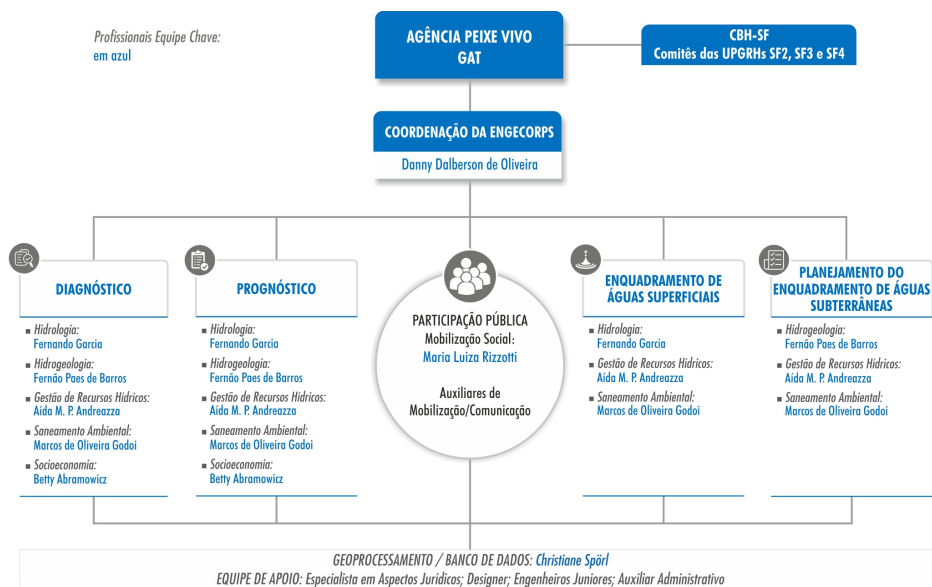 Profissionais Equipe Chave:
em azul
AGÊNCIA PEIXE VIVO
GAT
CBH-SF
Comitês das UPGRHs SF2, SF3 e SF4
COORDENAÇÃO DA ENGECORPS
Danny Dalberson de Oliveira
DIAGNÓSTICO
Hidrologia:
Fernando Garcia
Hidrogeologia:
Fernão Paes de Barros
Gestão de Recursos Hídricos:
Aída M. P. Andreazza
Saneamento Ambiental:
Marcos de Oliveira Godoi
Socioeconomia:
Betty Abramowicz
PROGNÓSTICO
Hidrologia:
Fernando Garcia
Hidrogeologia:
Fernão Paes de Barros
Gestão de Recursos Hídricos:
Aída M. P. Andreazza
Saneamento Ambiental:
Marcos de Oliveira Godoi
Socioeconomia:
Betty Abramowicz
PARTICIPAÇÃO PÚBLICA
Mobilização Social:
Maria Luiza Rizzotti
Auxiliares de
Mobilização/Comunicação
ENQUADRAMENTO DE
ÁGUAS SUPERFICIAIS
Hidrologia:
Fernando Garcia
Gestão de Recursos Hídricos:
Aída M. P. Andreazza
Saneamento Ambiental:
Marcos de Oliveira Godoi
PLANEJAMENTO DO
ENQUADRAMENTO DE ÁGUAS
SUBTERRÂNEAS
Hidrogeologia:
Fernão Paes de Barros
Gestão de Recursos Hídricos:
Aída M. P. Andreazza
Saneamento Ambiental:
Marcos de Oliveira Godoi
GEOPROCESSAMENTO / BANCO DE DADOS: Christiane Spörl
EQUIPE DE APOIO: Especialista em Aspectos Jurídicos; Designer; Engenheiros Juniores; Auxiliar Administrativo